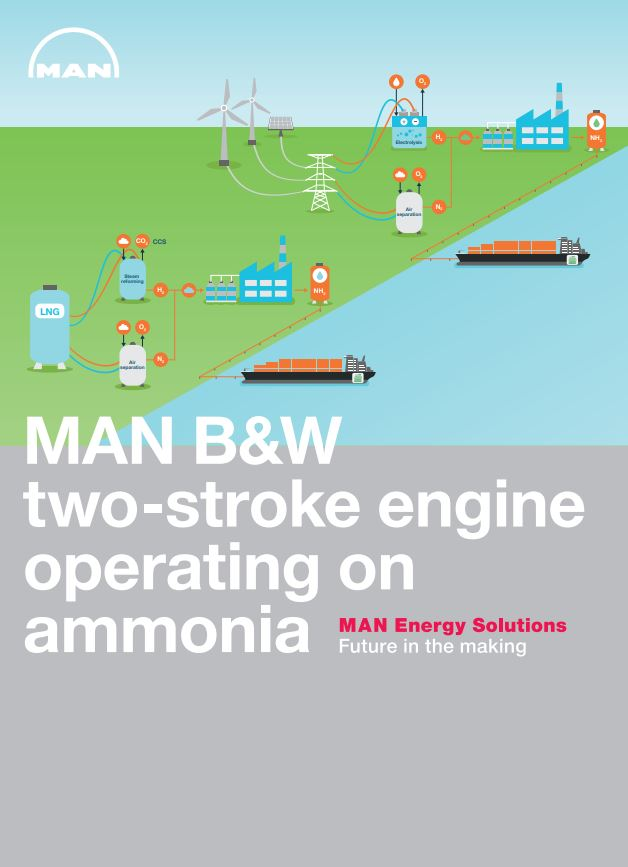 MAN
O₂
Electrolysis
H₂
NH₃
O₂
Air
separation
N₂
CO₂
CCS
Steam
reforming
H₂
NH₃
LNG
O₂
Air
separation
N₂
MAN B&W
two-stroke engine
operating on
ammonia
MAN Energy Solutions
Future in the making